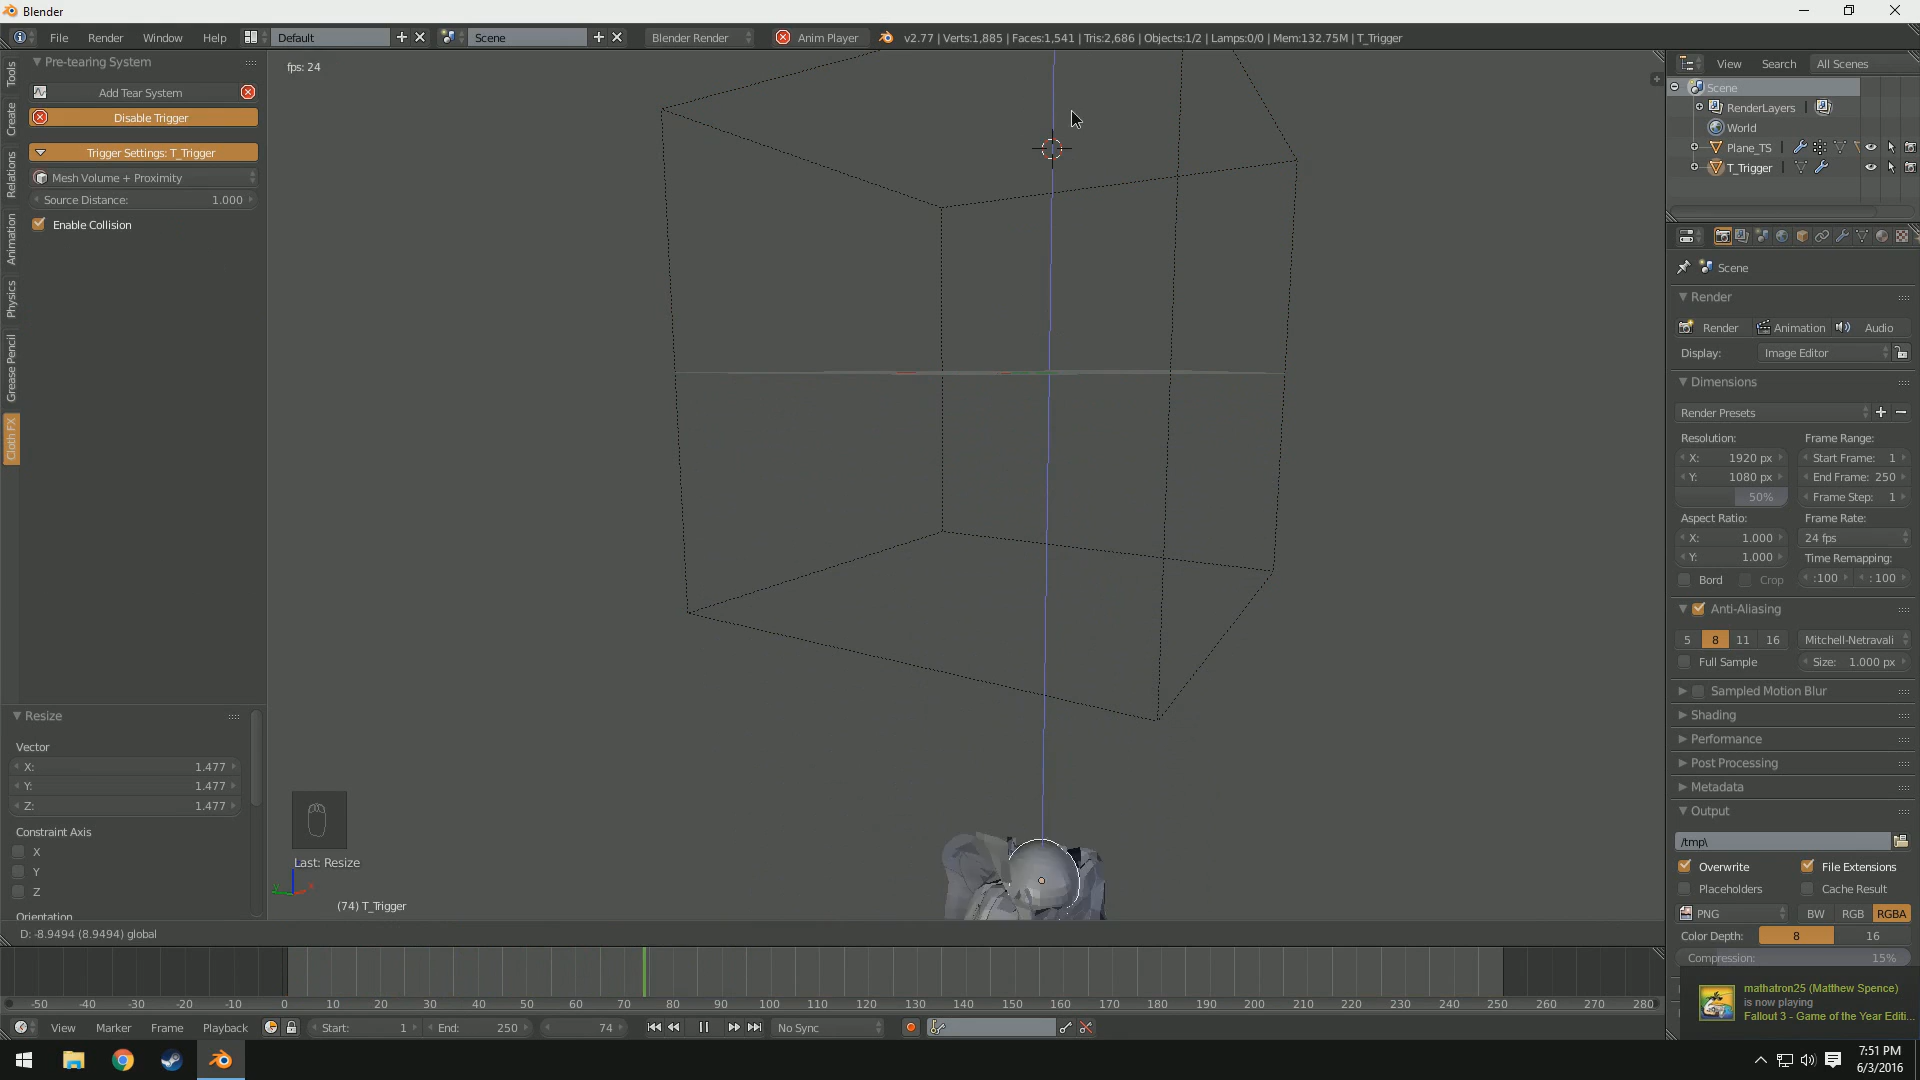 Blender
File Render Window Help Default Scene Blender Render Anim Player v2.77 | Verts:1,885 | Faces:1,541 | Tris:2,686 | Objects:1/2 | Lamps:0/0 | Mem:132.75M | T_Trigger
Pre-tearing System
Add Tear System
Disable Trigger
Trigger Settings: T_Trigger
Mesh Volume + Proximity
Source Distance: 1.000
Enable Collision
Tools
Create
Relations
Animation
Physics
Grease Pencil
Cloth FX
Resize
Vector
X: 1.477
Y: 1.477
Z: 1.477
Constraint Axis
X
Y
Z
Orientation
fps: 24
Last: Resize
(74) T_Trigger
D: -8.9494 (8.9494) global
View Search All Scenes
Scene
RenderLayers
World
Plane_TS
T_Trigger
Scene
Render
Render Animation Audio
Display: Image Editor
Dimensions
Render Presets
Resolution: Frame Range:
X: 1920 px Start Frame: 1
Y: 1080 px End Frame: 250
50% Frame Step: 1
Aspect Ratio: Frame Rate:
X: 1.000 24 fps
Y: 1.000 Time Remapping:
Bord Crop :100 :100
Anti-Aliasing
5 8 11 16 Mitchell-Netravali
Full Sample Size: 1.000 px
Sampled Motion Blur
Shading
Performance
Post Processing
Metadata
Output
/tmp\
Overwrite File Extensions
Placeholders Cache Result
PNG BW RGB RGBA
Color Depth: 8 16
Compression: 15%
mathatron25 (Matthew Spence)
is now playing
Fallout 3 - Game of the Year Editi...
-50 -40 -30 -20 -10 0 10 20 30 40 50 60 70 80 90 100 110 120 130 140 150 160 170 180 190 200 210 220 230 240 250 260 270 280
View Marker Frame Playback Start: 1 End: 250 74 No Sync
7:51 PM
6/3/2016